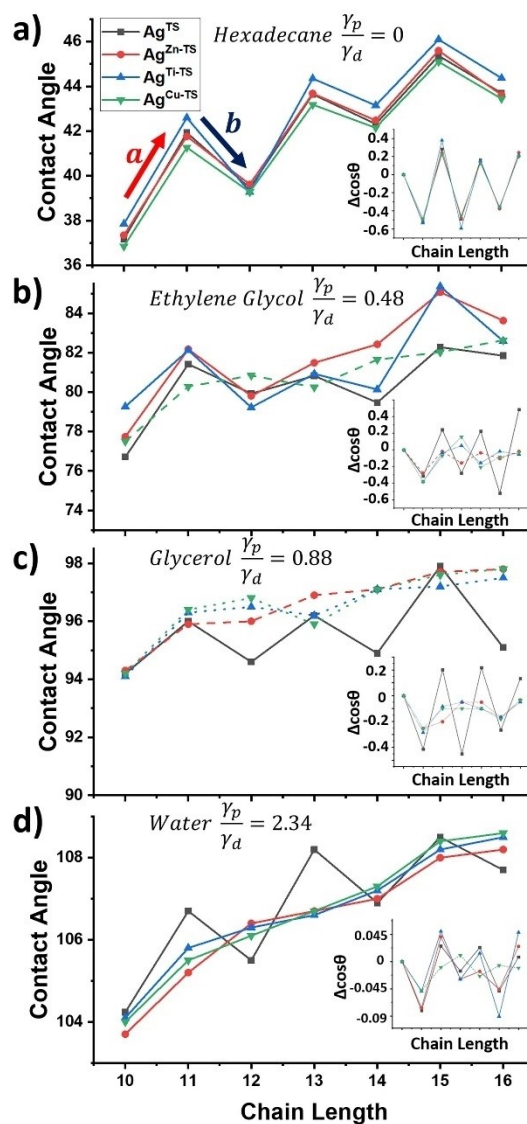 a)
Ag^TS
Ag^Zn-TS
Ag^Ti-TS
Ag^Cu-TS
Hexadecane γp/γd = 0
a
b
Contact Angle
46
44
42
40
38
36
Δcosθ
0.4
0.2
0
-0.2
-0.4
-0.6
Chain Length
b)
Ethylene Glycol γp/γd = 0.48
Contact Angle
84
82
80
78
76
74
Δcosθ
0.4
0.2
0
-0.2
-0.4
-0.6
Chain Length
c)
Glycerol γp/γd = 0.88
Contact Angle
98
96
94
92
90
Δcosθ
0.2
0
-0.2
-0.4
Chain Length
d)
Water γp/γd = 2.34
Contact Angle
108
106
104
Δcosθ
0.045
0
-0.045
-0.09
Chain Length
10 11 12 13 14 15 16
Chain Length